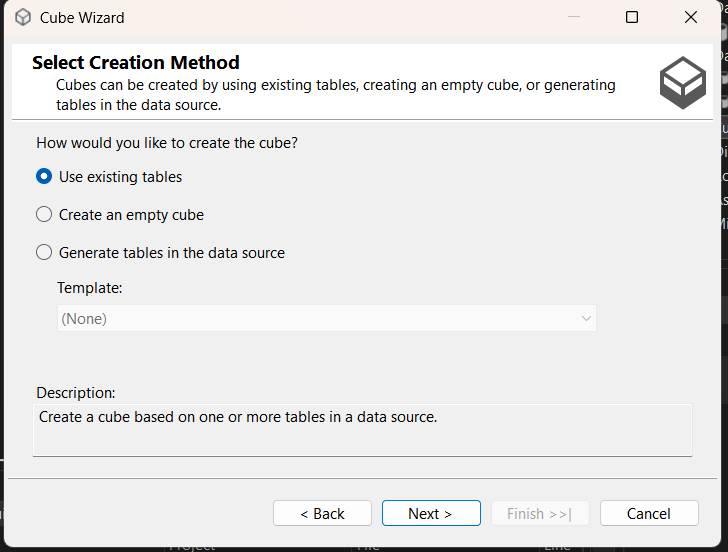 Cube Wizard
Select Creation Method
Cubes can be created by using existing tables, creating an empty cube, or generating
tables in the data source.
How would you like to create the cube?
Use existing tables
Create an empty cube
Generate tables in the data source
Template:
(None)
Description:
Create a cube based on one or more tables in a data source.
< Back
Next >
Finish >>|
Cancel
Project
File
Line